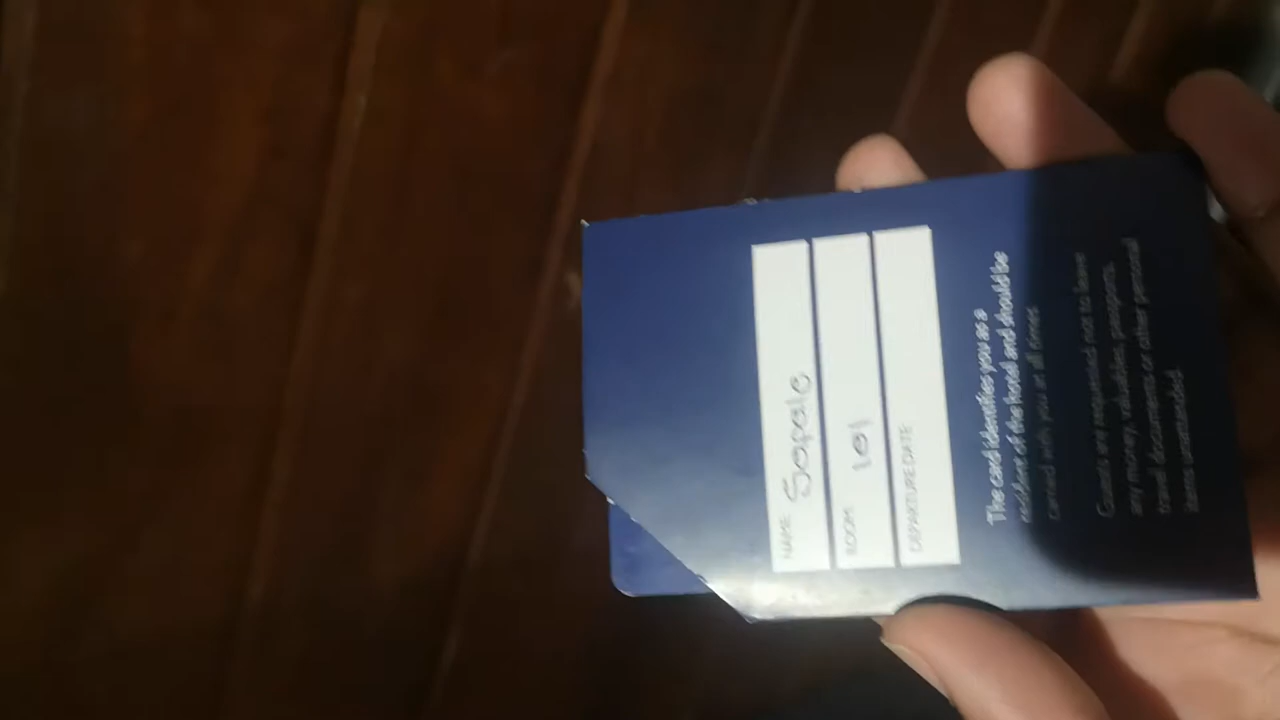 NAME Sopalo
ROOM 101
DEPARTURE DATE
The card identifies you as a
resident of the hotel and should be
carried with you at all times
Guests are requested not to leave
any money, valuables, passports,
travel documents or other personal
items unattended.